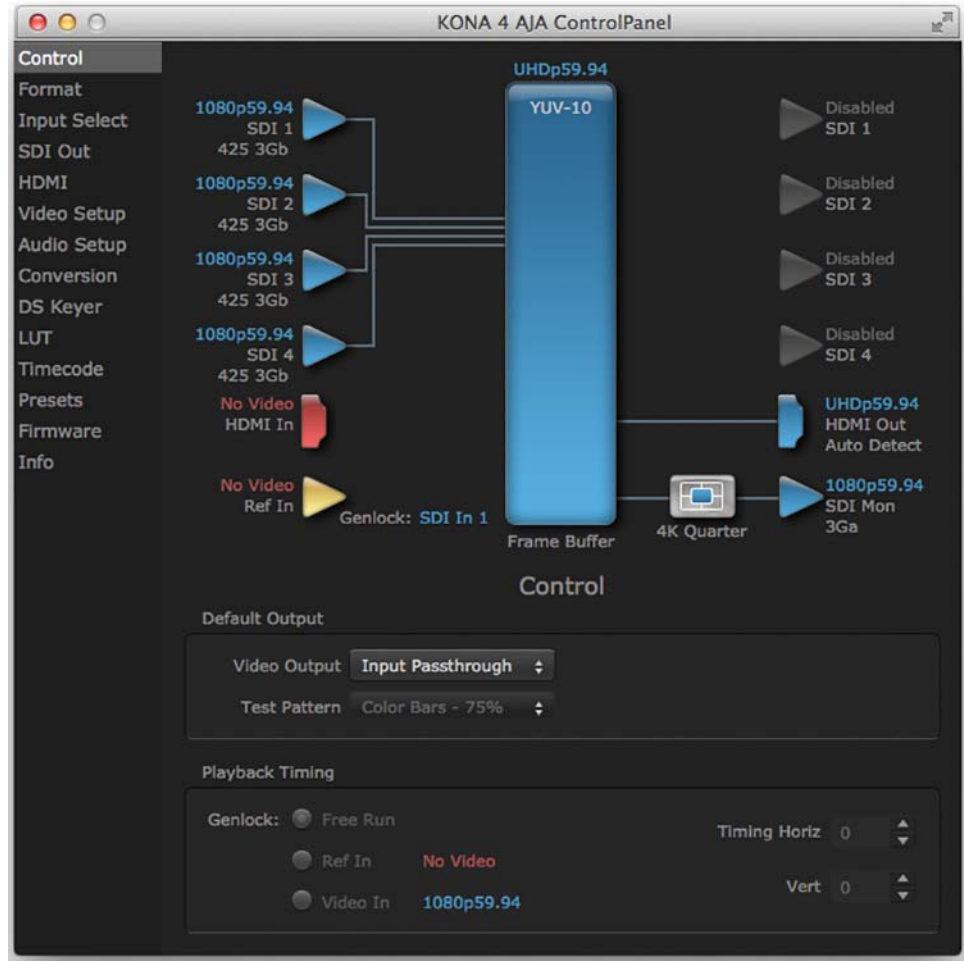 KONA 4 AJA ControlPanel
Control
Format
Input Select
SDI Out
HDMI
Video Setup
Audio Setup
Conversion
DS Keyer
LUT
Timecode
Presets
Firmware
Info
1080p59.94
SDI 1
425 3Gb
1080p59.94
SDI 2
425 3Gb
1080p59.94
SDI 3
425 3Gb
1080p59.94
SDI 4
425 3Gb
No Video
HDMI In
No Video
Ref In
Genlock: SDI In 1
UHDp59.94
YUV-10
Frame Buffer
4K Quarter
Disabled
SDI 1
Disabled
SDI 2
Disabled
SDI 3
Disabled
SDI 4
UHDp59.94
HDMI Out
Auto Detect
1080p59.94
SDI Mon
3Ga
Control
Default Output
Video Output Input Passthrough
Test Pattern Color Bars - 75%
Playback Timing
Genlock: Free Run
Ref In No Video
Video In 1080p59.94
Timing Horiz 0
Vert 0